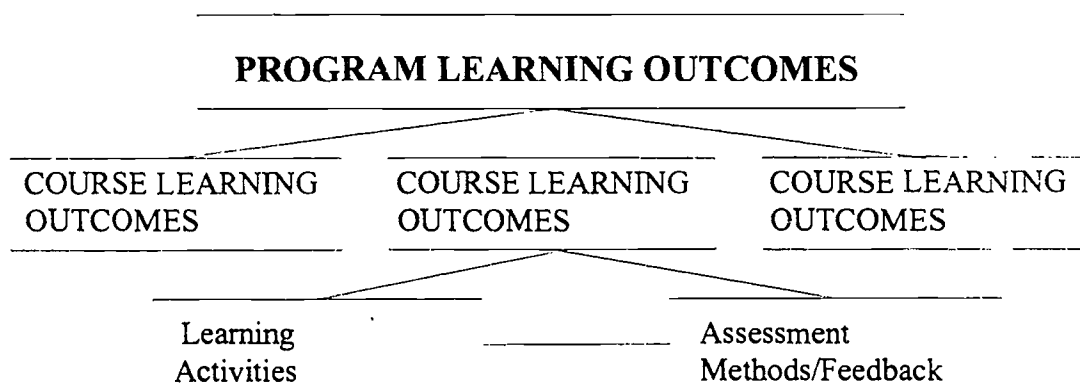 PROGRAM LEARNING OUTCOMES
COURSE LEARNING OUTCOMES
COURSE LEARNING OUTCOMES
COURSE LEARNING OUTCOMES
Learning Activities
Assessment Methods/Feedback